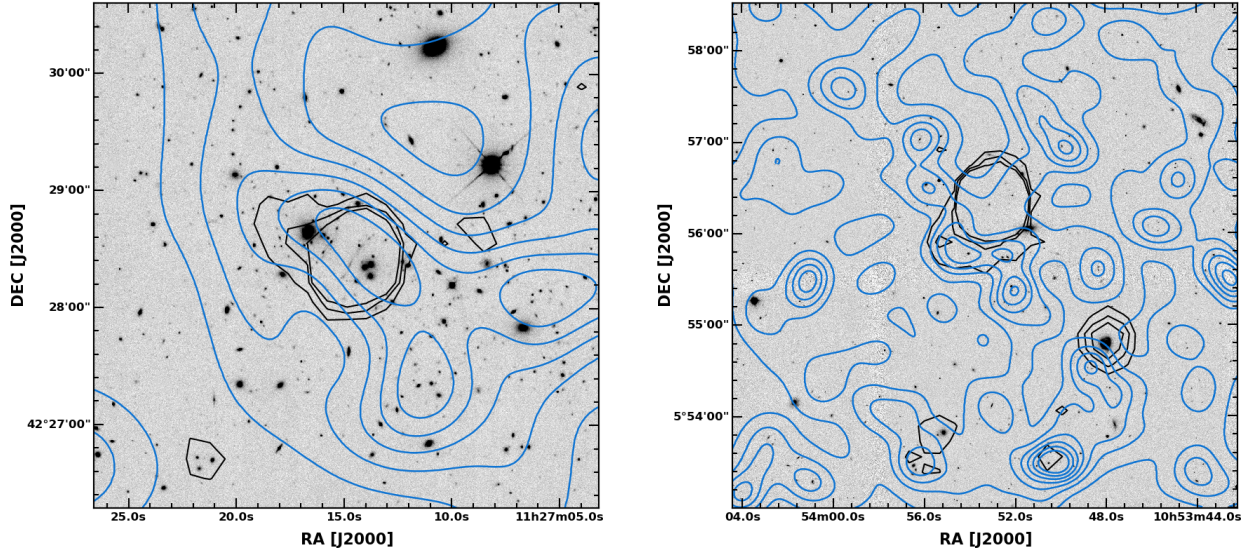 30'00"
29'00"
28'00"
42°27'00"
DEC [J2000]
25.0s 20.0s 15.0s 10.0s 11h27m05.0s
RA [J2000]
58'00"
57'00"
56'00"
55'00"
5°54'00"
DEC [J2000]
04.0s 54m00.0s 56.0s 52.0s 48.0s 10h53m44.0s
RA [J2000]